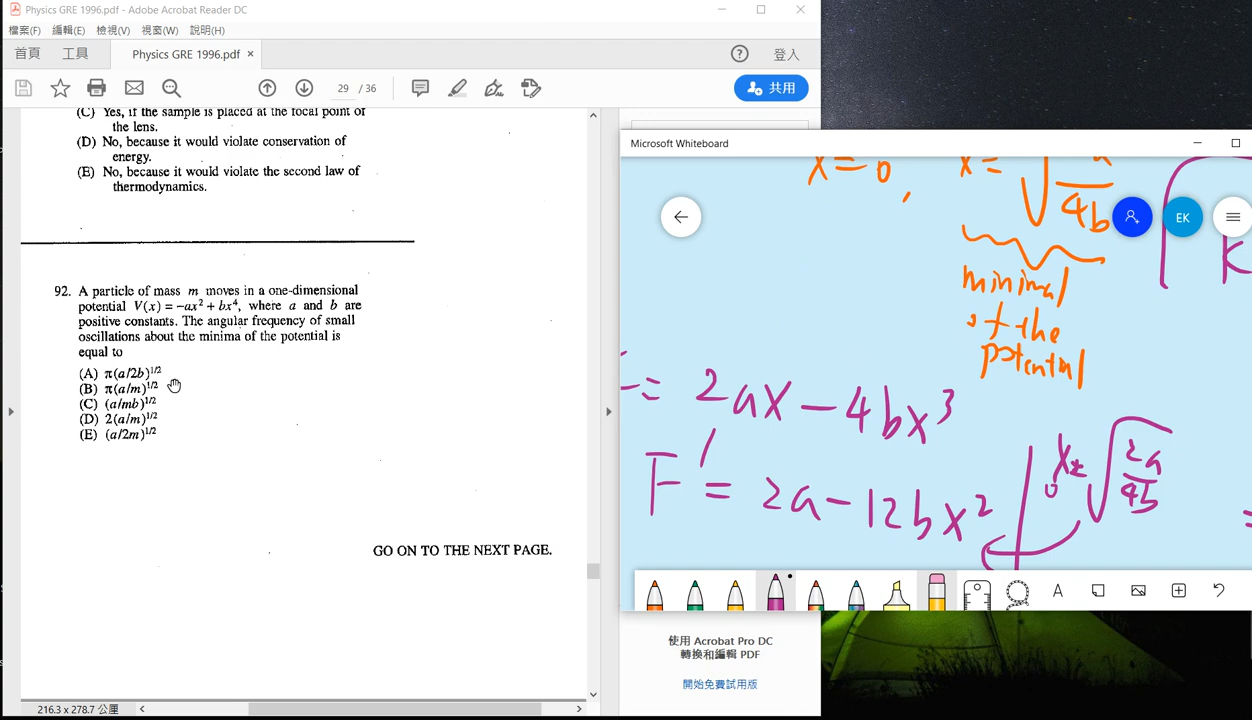 Physics GRE 1996.pdf - Adobe Acrobat Reader DC
檔案(F) 編輯(E) 檢視(V) 視窗(W) 說明(H)
首頁 工具 Physics GRE 1996.pdf × ? 登入
29 / 36
共用
(C) Yes, if the sample is placed at the focal point of
the lens.
(D) No, because it would violate conservation of
energy.
(E) No, because it would violate the second law of
thermodynamics.
92. A particle of mass m moves in a one-dimensional
potential V(x) = −ax² + bx⁴, where a and b are
positive constants. The angular frequency of small
oscillations about the minima of the potential is
equal to
(A) π(a/2b)^1/2
(B) π(a/m)^1/2
(C) (a/mb)^1/2
(D) 2(a/m)^1/2
(E) (a/2m)^1/2
GO ON TO THE NEXT PAGE.
216.3 x 278.7 公厘
Microsoft Whiteboard
EK
x = 0, x = √ 4b
K
minimal
of the
potential
= 2ax − 4bx³
F' = 2a − 12bx² | x₀= ± √2a/4b
A
使用 Acrobat Pro DC
轉換和編輯 PDF
開始免費試用版